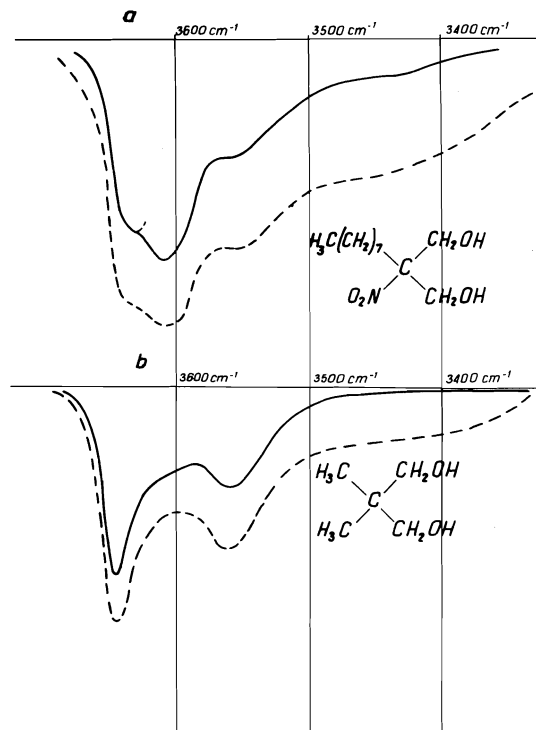 a
3600 cm⁻¹ 3500 cm⁻¹ 3400 cm⁻¹
H₃C(CH₂)₇ CH₂OH
C
O₂N CH₂OH
b
3600 cm⁻¹ 3500 cm⁻¹ 3400 cm⁻¹
H₃C CH₂OH
C
H₃C CH₂OH